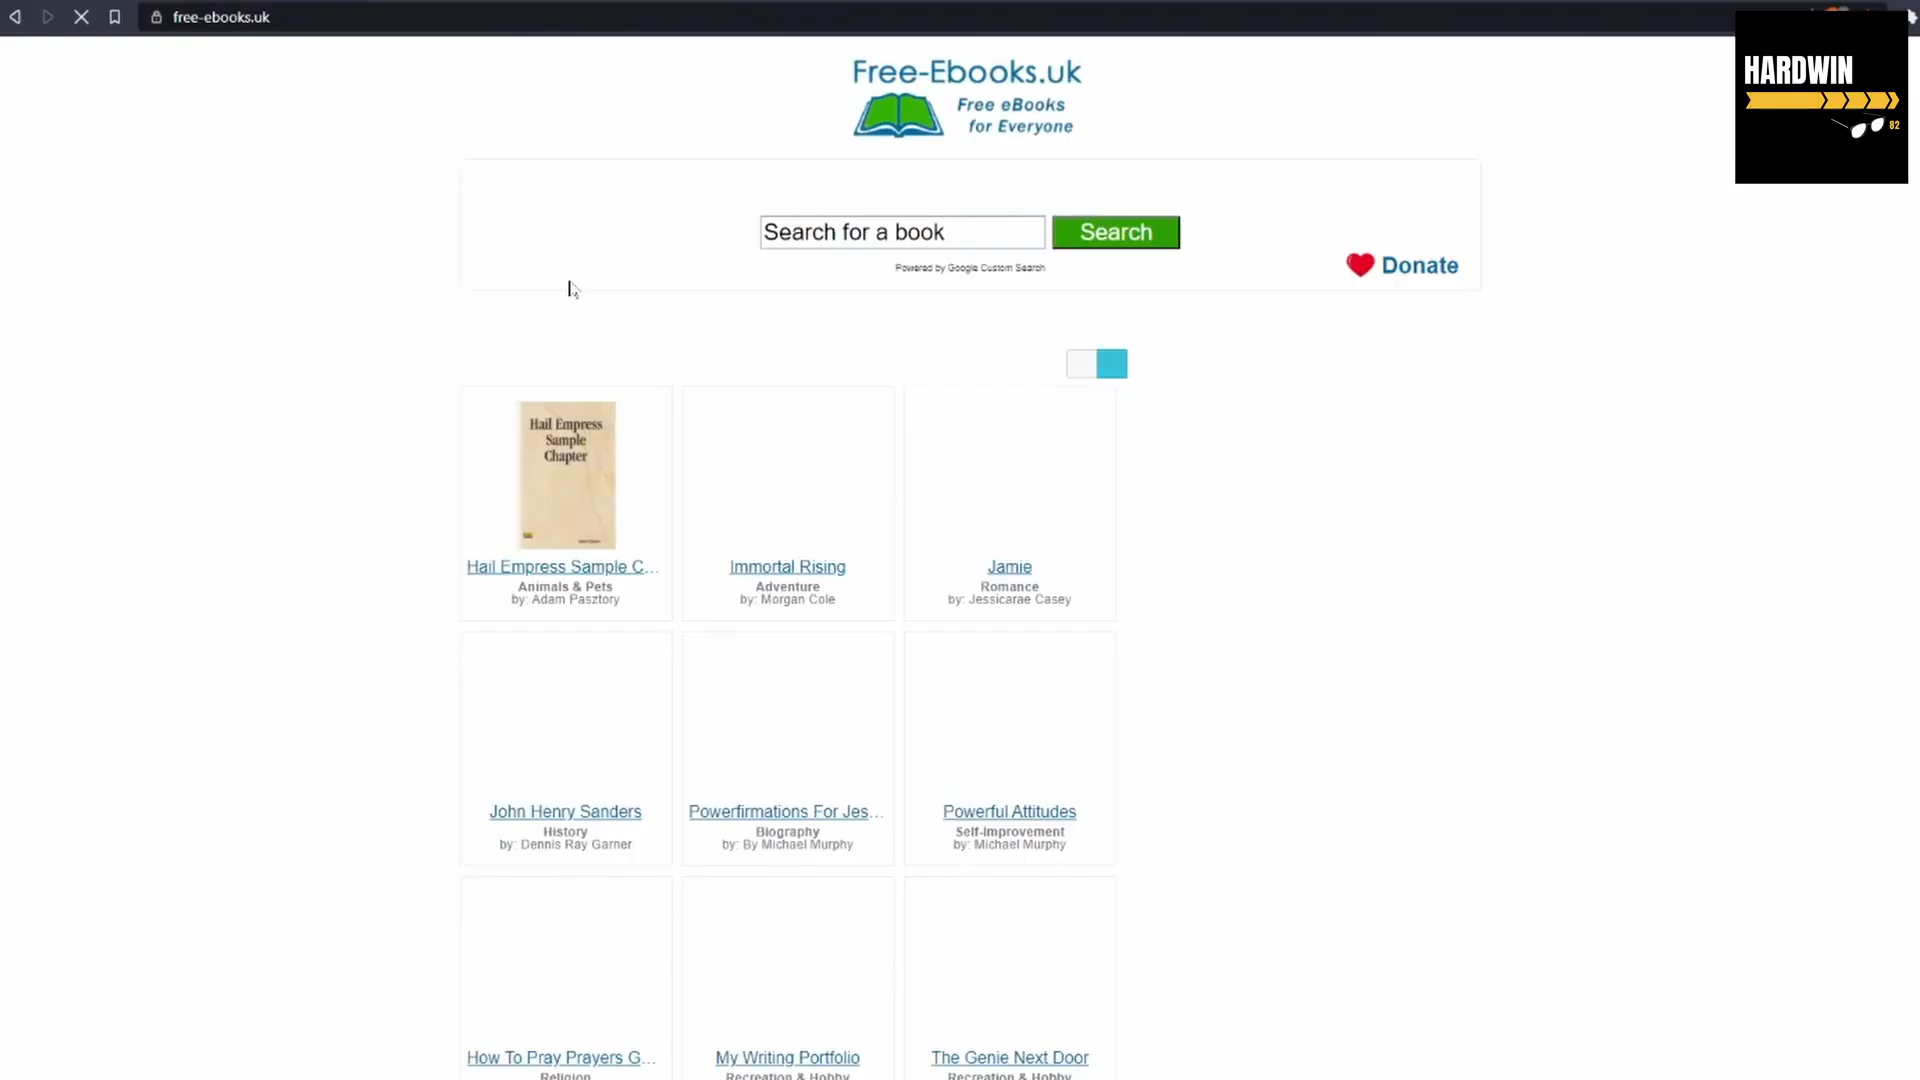 free-ebooks.uk
HARDWIN
82
Free-Ebooks.uk
Free eBooks
for Everyone
Search for a book
Search
Powered by Google Custom Search
Donate
Hail Empress
Sample
Chapter
Hail Empress Sample C...
Animals & Pets
by: Adam Pasztory
Immortal Rising
Adventure
by: Morgan Cole
Jamie
Romance
by: Jessicarae Casey
John Henry Sanders
History
by: Dennis Ray Garner
Powerfirmations For Jes...
Biography
by: By Michael Murphy
Powerful Attitudes
Self-Improvement
by: Michael Murphy
How To Pray Prayers G...
Religion
My Writing Portfolio
Recreation & Hobby
The Genie Next Door
Recreation & Hobby